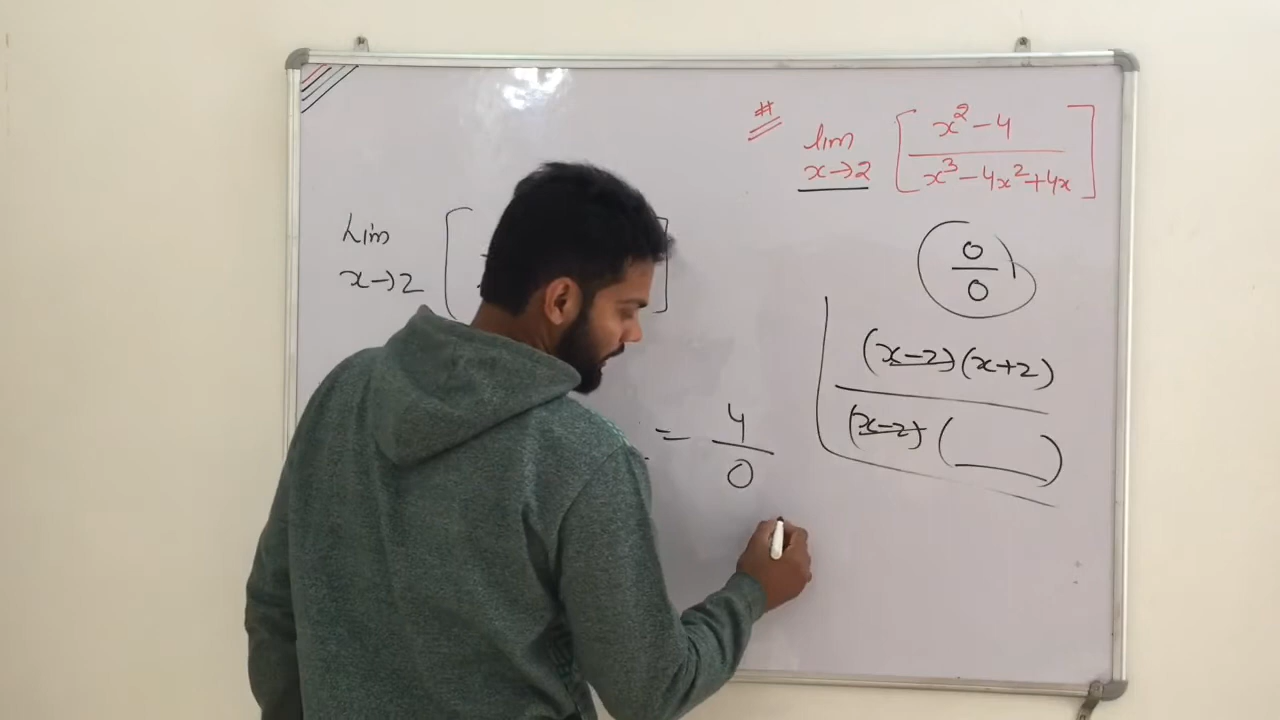 #
lim x→2 [ x² - 4 / x³ - 4x² + 4x ]
0/0
Lim x→2 [ ]
(x-2)(x+2)
(x-2)( )
= 4/0